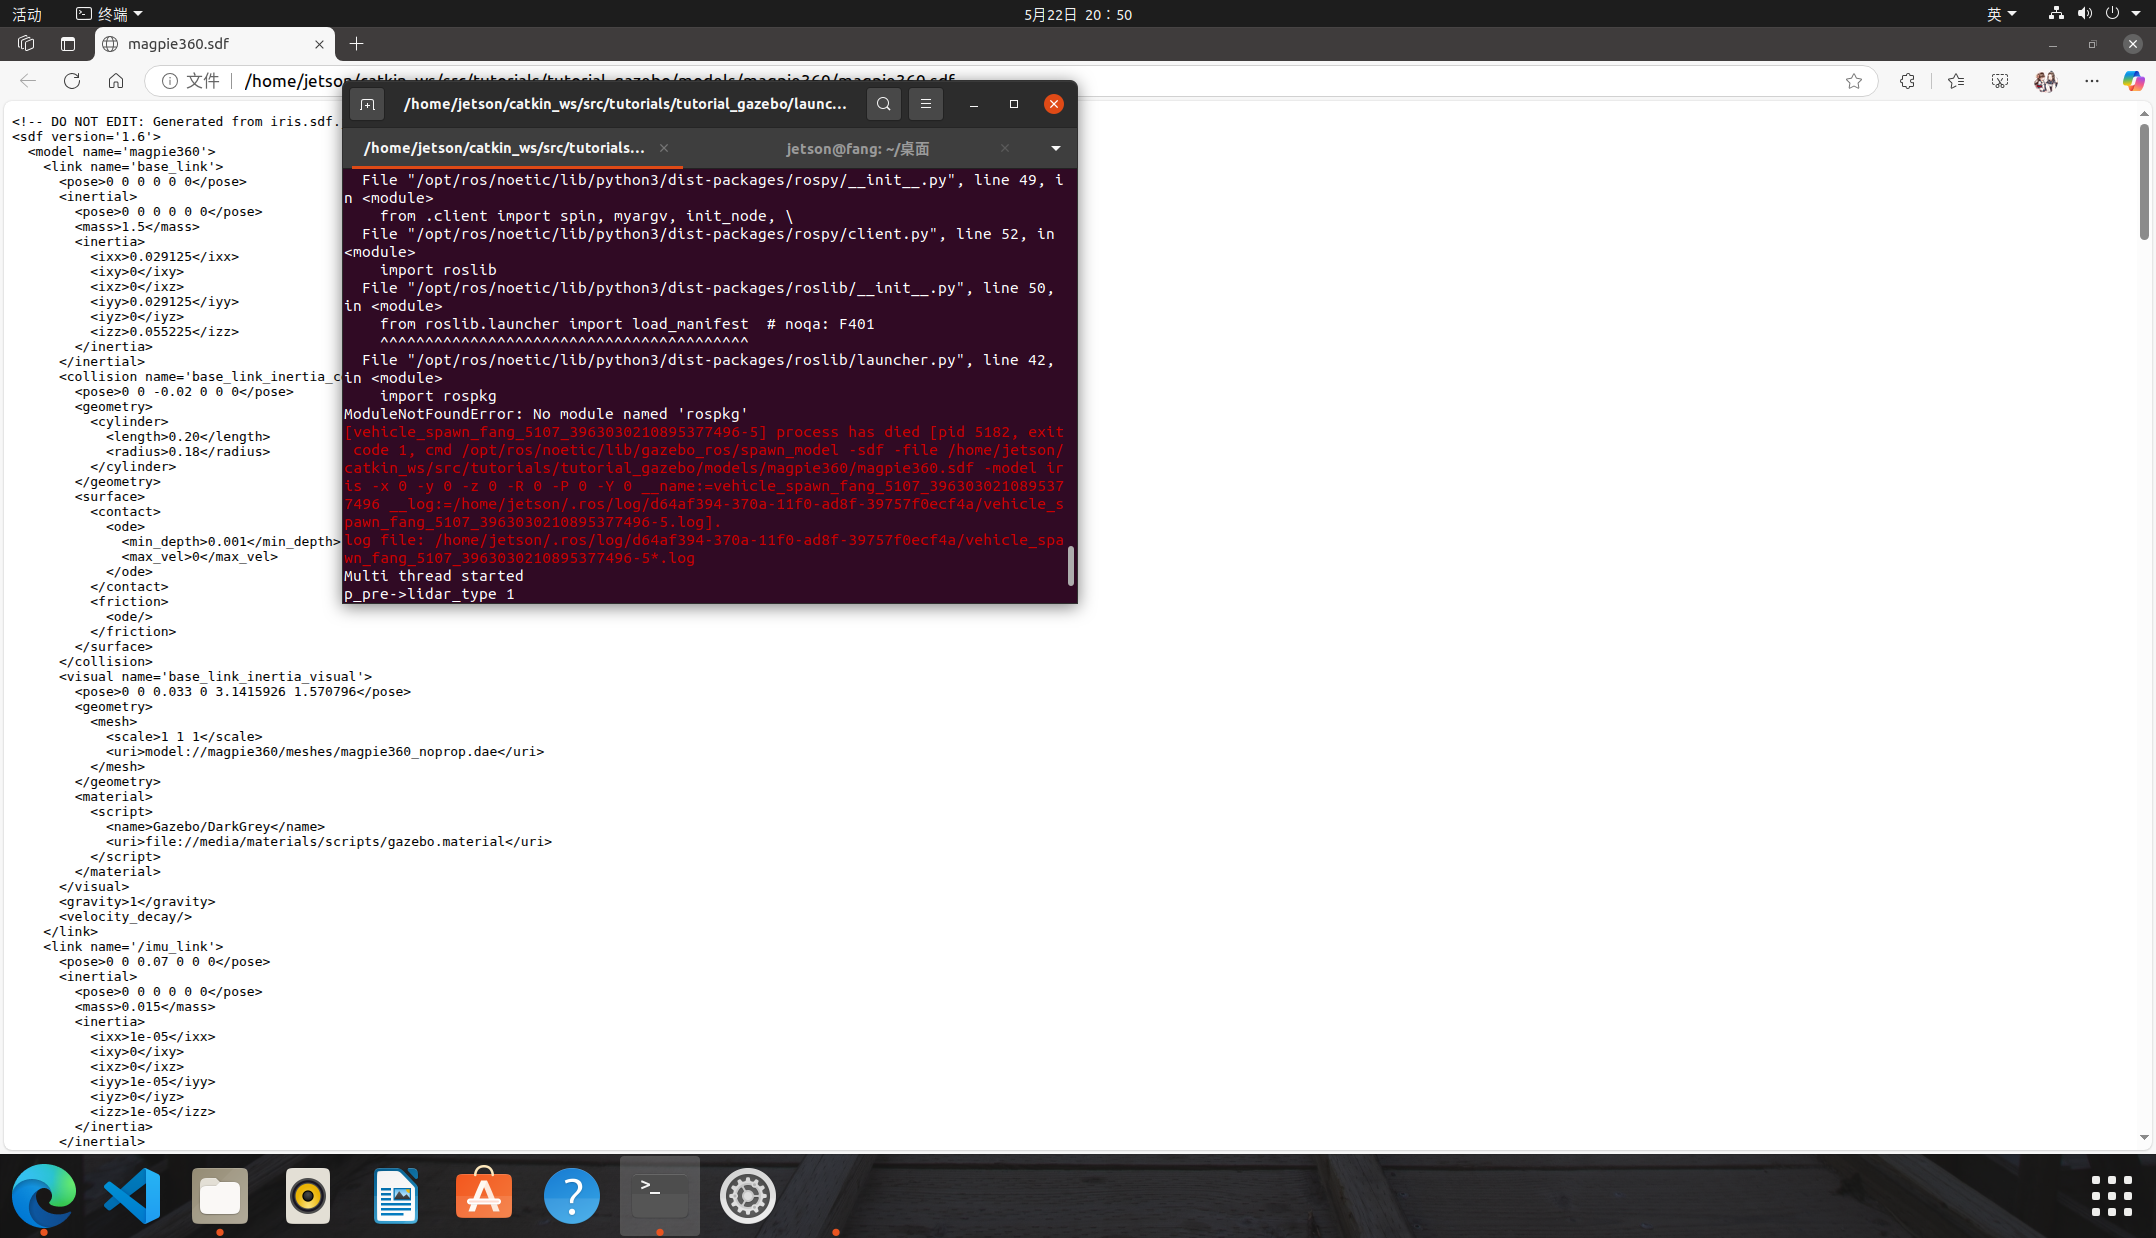 活动
终端
5月22日 20：50
英
magpie360.sdf
文件
/home/jetson/catkin_ws/src/tutorials/tutorial_gazebo/models/magpie360/magpie360.sdf
<!-- DO NOT EDIT: Generated from iris.sdf.
<sdf version='1.6'>
  <model name='magpie360'>
    <link name='base_link'>
      <pose>0 0 0 0 0 0</pose>
      <inertial>
        <pose>0 0 0 0 0 0</pose>
        <mass>1.5</mass>
        <inertia>
          <ixx>0.029125</ixx>
          <ixy>0</ixy>
          <ixz>0</ixz>
          <iyy>0.029125</iyy>
          <iyz>0</iyz>
          <izz>0.055225</izz>
        </inertia>
      </inertial>
      <collision name='base_link_inertia_c
        <pose>0 0 -0.02 0 0 0</pose>
        <geometry>
          <cylinder>
            <length>0.20</length>
            <radius>0.18</radius>
          </cylinder>
        </geometry>
        <surface>
          <contact>
            <ode>
              <min_depth>0.001</min_depth>
              <max_vel>0</max_vel>
            </ode>
          </contact>
          <friction>
            <ode/>
          </friction>
        </surface>
      </collision>
      <visual name='base_link_inertia_visual'>
        <pose>0 0 0.033 0 3.1415926 1.570796</pose>
        <geometry>
          <mesh>
            <scale>1 1 1</scale>
            <uri>model://magpie360/meshes/magpie360_noprop.dae</uri>
          </mesh>
        </geometry>
        <material>
          <script>
            <name>Gazebo/DarkGrey</name>
            <uri>file://media/materials/scripts/gazebo.material</uri>
          </script>
        </material>
      </visual>
      <gravity>1</gravity>
      <velocity_decay/>
    </link>
    <link name='/imu_link'>
      <pose>0 0 0.07 0 0 0</pose>
      <inertial>
        <pose>0 0 0 0 0 0</pose>
        <mass>0.015</mass>
        <inertia>
          <ixx>1e-05</ixx>
          <ixy>0</ixy>
          <ixz>0</ixz>
          <iyy>1e-05</iyy>
          <iyz>0</iyz>
          <izz>1e-05</izz>
        </inertia>
      </inertial>
/home/jetson/catkin_ws/src/tutorials/tutorial_gazebo/launc...
/home/jetson/catkin_ws/src/tutorials...
jetson@fang: ~/桌面
  File "/opt/ros/noetic/lib/python3/dist-packages/rospy/__init__.py", line 49, i
n <module>
    from .client import spin, myargv, init_node, \
  File "/opt/ros/noetic/lib/python3/dist-packages/rospy/client.py", line 52, in
<module>
    import roslib
  File "/opt/ros/noetic/lib/python3/dist-packages/roslib/__init__.py", line 50,
in <module>
    from roslib.launcher import load_manifest  # noqa: F401
    ^^^^^^^^^^^^^^^^^^^^^^^^^^^^^^^^^^^^^^^^^
  File "/opt/ros/noetic/lib/python3/dist-packages/roslib/launcher.py", line 42,
in <module>
    import rospkg
ModuleNotFoundError: No module named 'rospkg'
[vehicle_spawn_fang_5107_3963030210895377496-5] process has died [pid 5182, exit
 code 1, cmd /opt/ros/noetic/lib/gazebo_ros/spawn_model -sdf -file /home/jetson/
catkin_ws/src/tutorials/tutorial_gazebo/models/magpie360/magpie360.sdf -model ir
is -x 0 -y 0 -z 0 -R 0 -P 0 -Y 0 __name:=vehicle_spawn_fang_5107_396303021089537
7496 __log:=/home/jetson/.ros/log/d64af394-370a-11f0-ad8f-39757f0ecf4a/vehicle_s
pawn_fang_5107_3963030210895377496-5.log].
log file: /home/jetson/.ros/log/d64af394-370a-11f0-ad8f-39757f0ecf4a/vehicle_spa
wn_fang_5107_3963030210895377496-5*.log
Multi thread started
p_pre->lidar_type 1